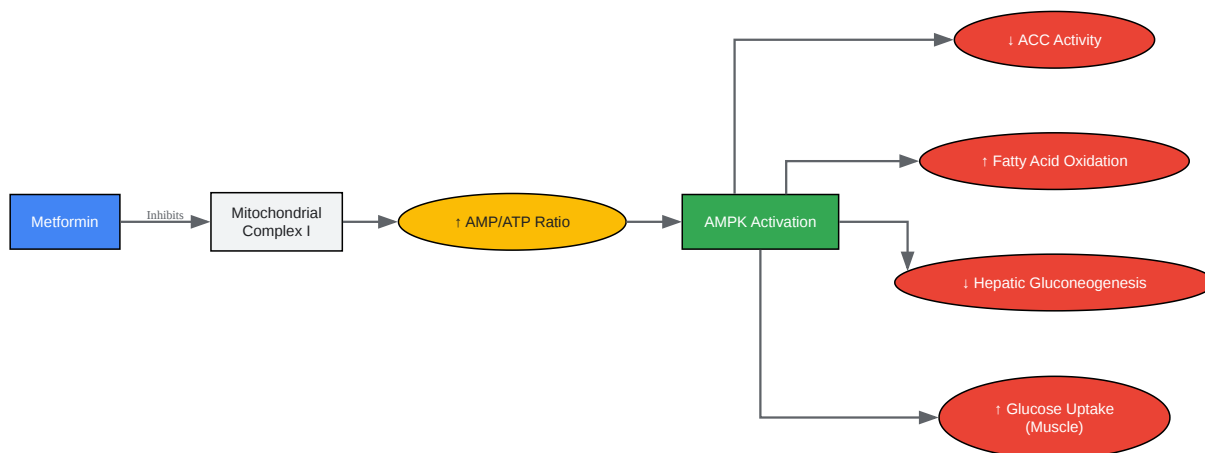 Metformin
Inhibits
Mitochondrial
Complex I
↑ AMP/ATP Ratio
AMPK Activation
↓ ACC Activity
↑ Fatty Acid Oxidation
↓ Hepatic Gluconeogenesis
↑ Glucose Uptake
(Muscle)